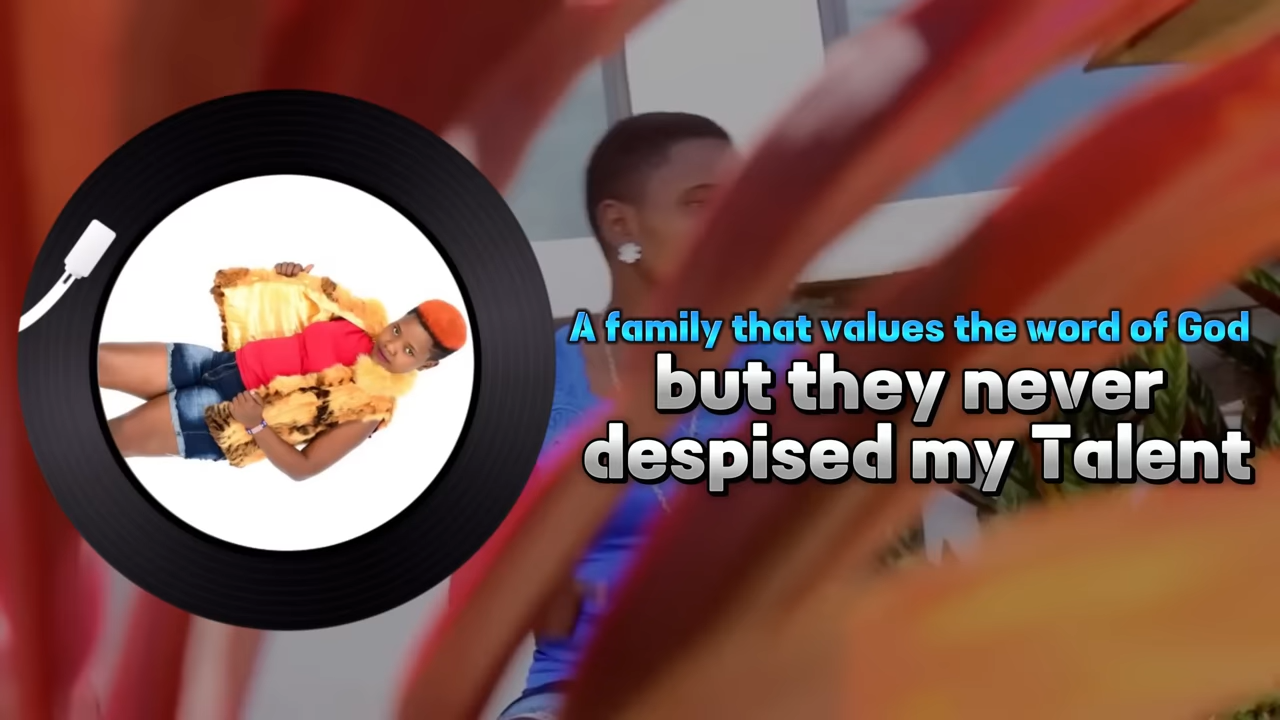 A family that values the word of God
but they never
despised my Talent